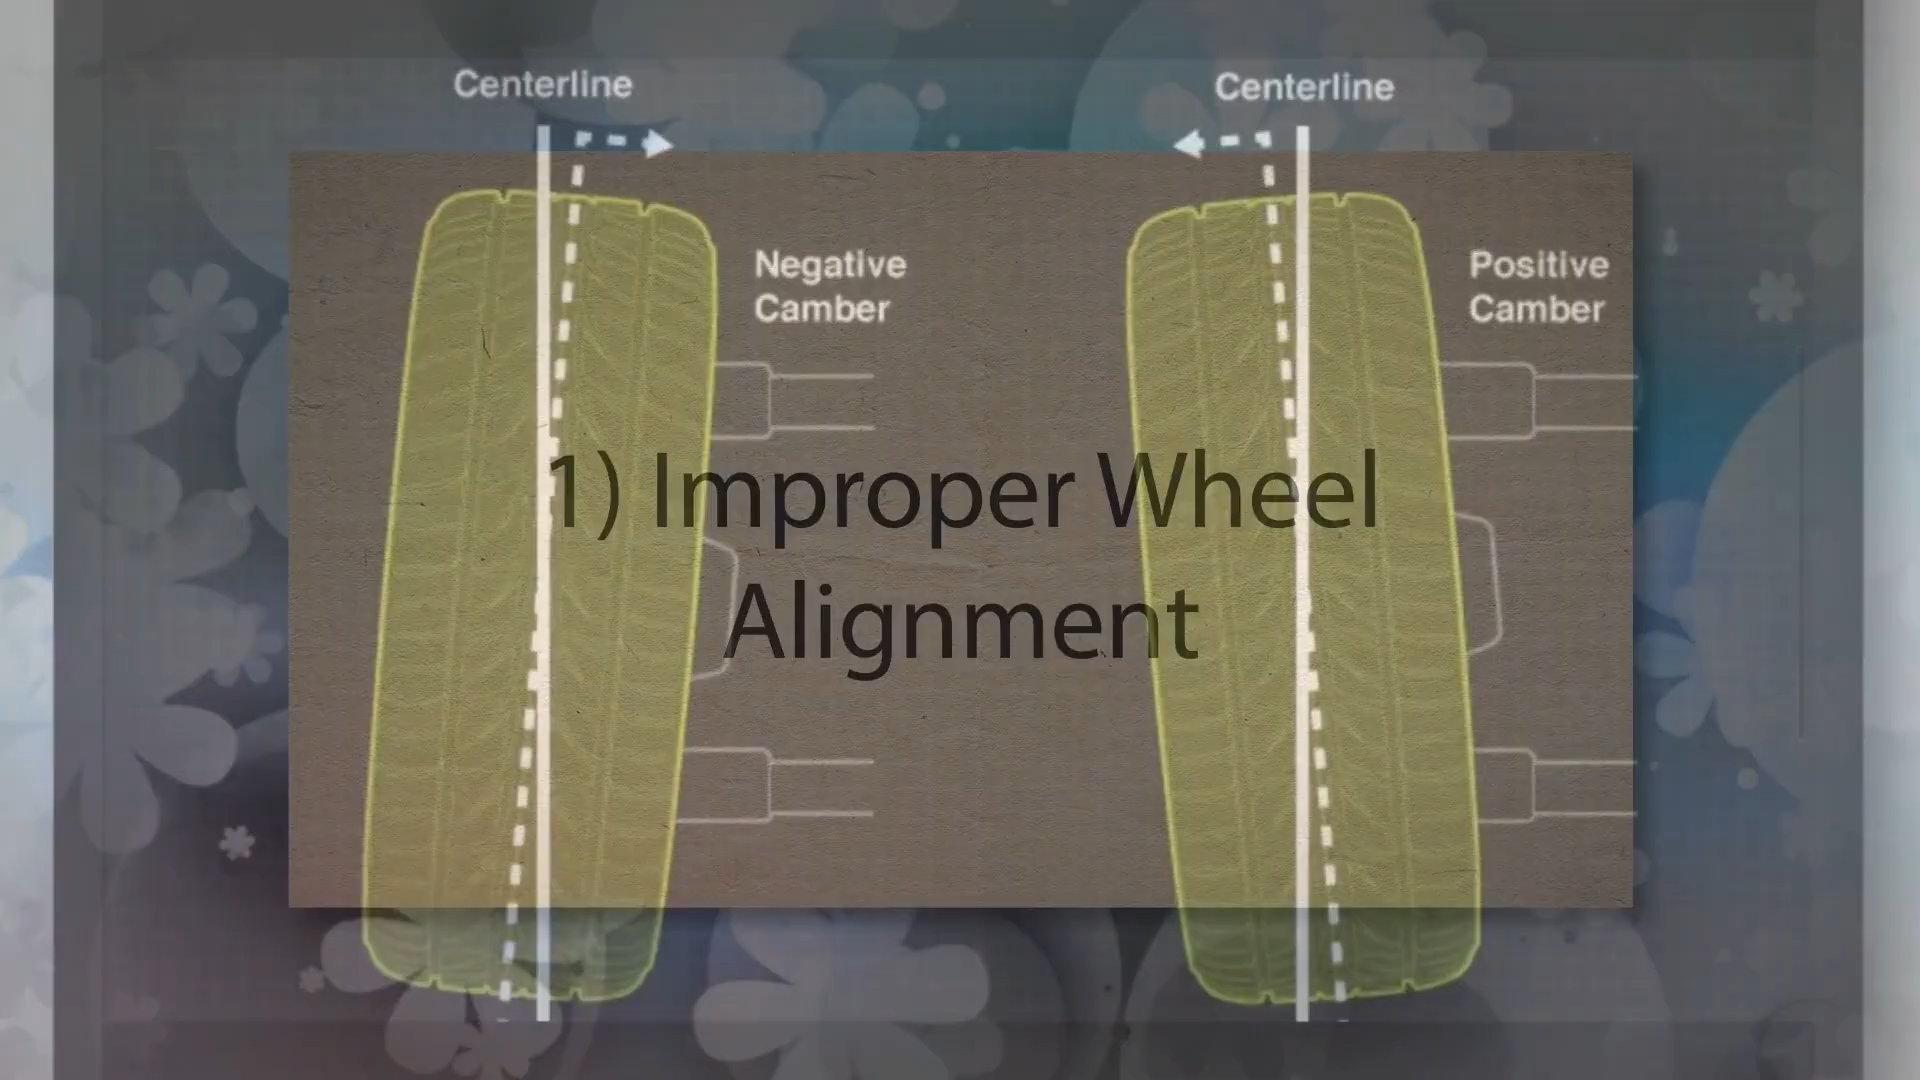 Centerline
Centerline
Negative
Camber
Positive
Camber
1) Improper Wheel
Alignment